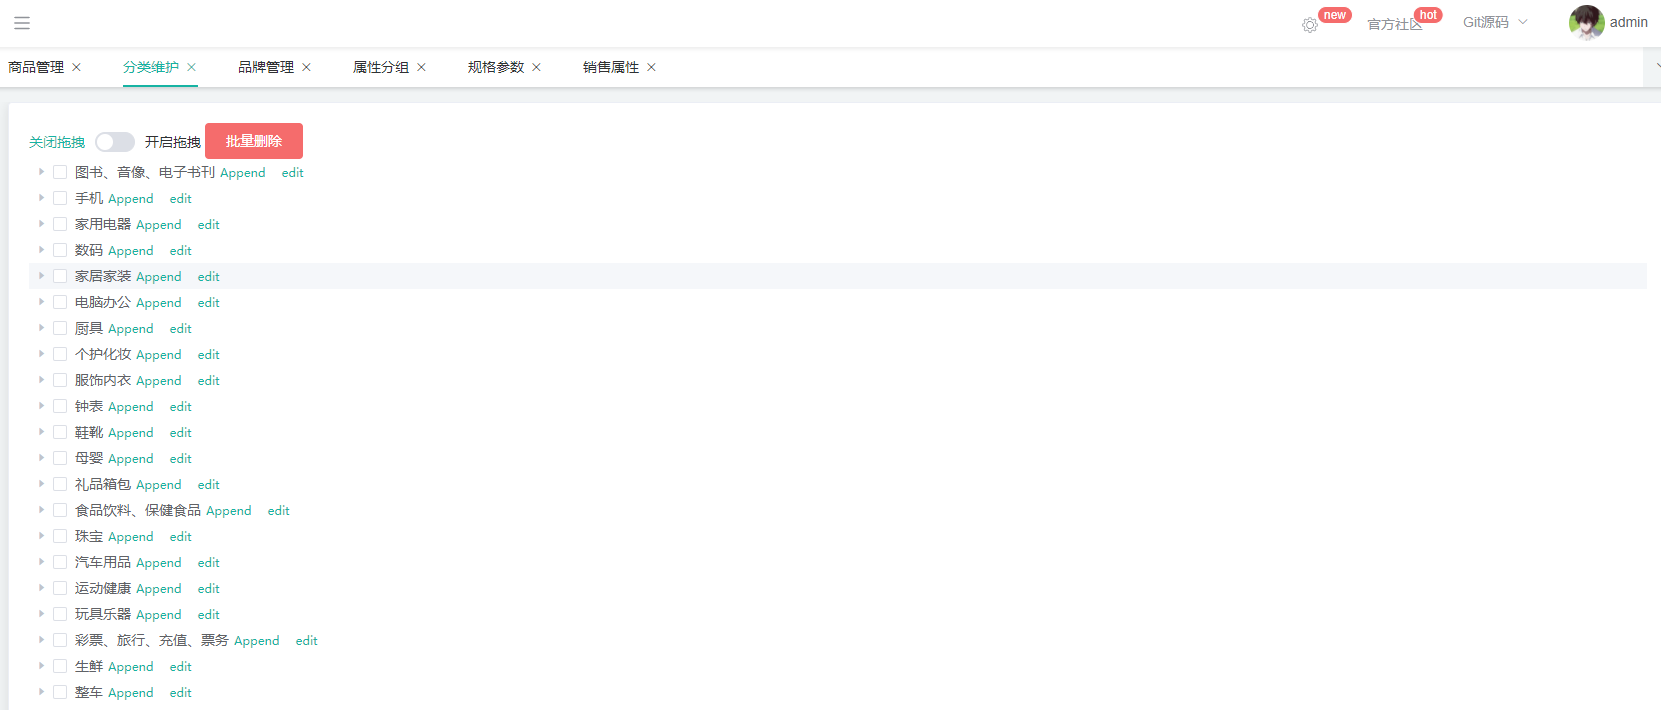 new 官方社区 hot Git源码 admin
商品管理 分类维护 品牌管理 属性分组 规格参数 销售属性
关闭拖拽 开启拖拽 批量删除
图书、音像、电子书刊 Append edit
手机 Append edit
家用电器 Append edit
数码 Append edit
家居家装 Append edit
电脑办公 Append edit
厨具 Append edit
个护化妆 Append edit
服饰内衣 Append edit
钟表 Append edit
鞋靴 Append edit
母婴 Append edit
礼品箱包 Append edit
食品饮料、保健食品 Append edit
珠宝 Append edit
汽车用品 Append edit
运动健康 Append edit
玩具乐器 Append edit
彩票、旅行、充值、票务 Append edit
生鲜 Append edit
整车 Append edit